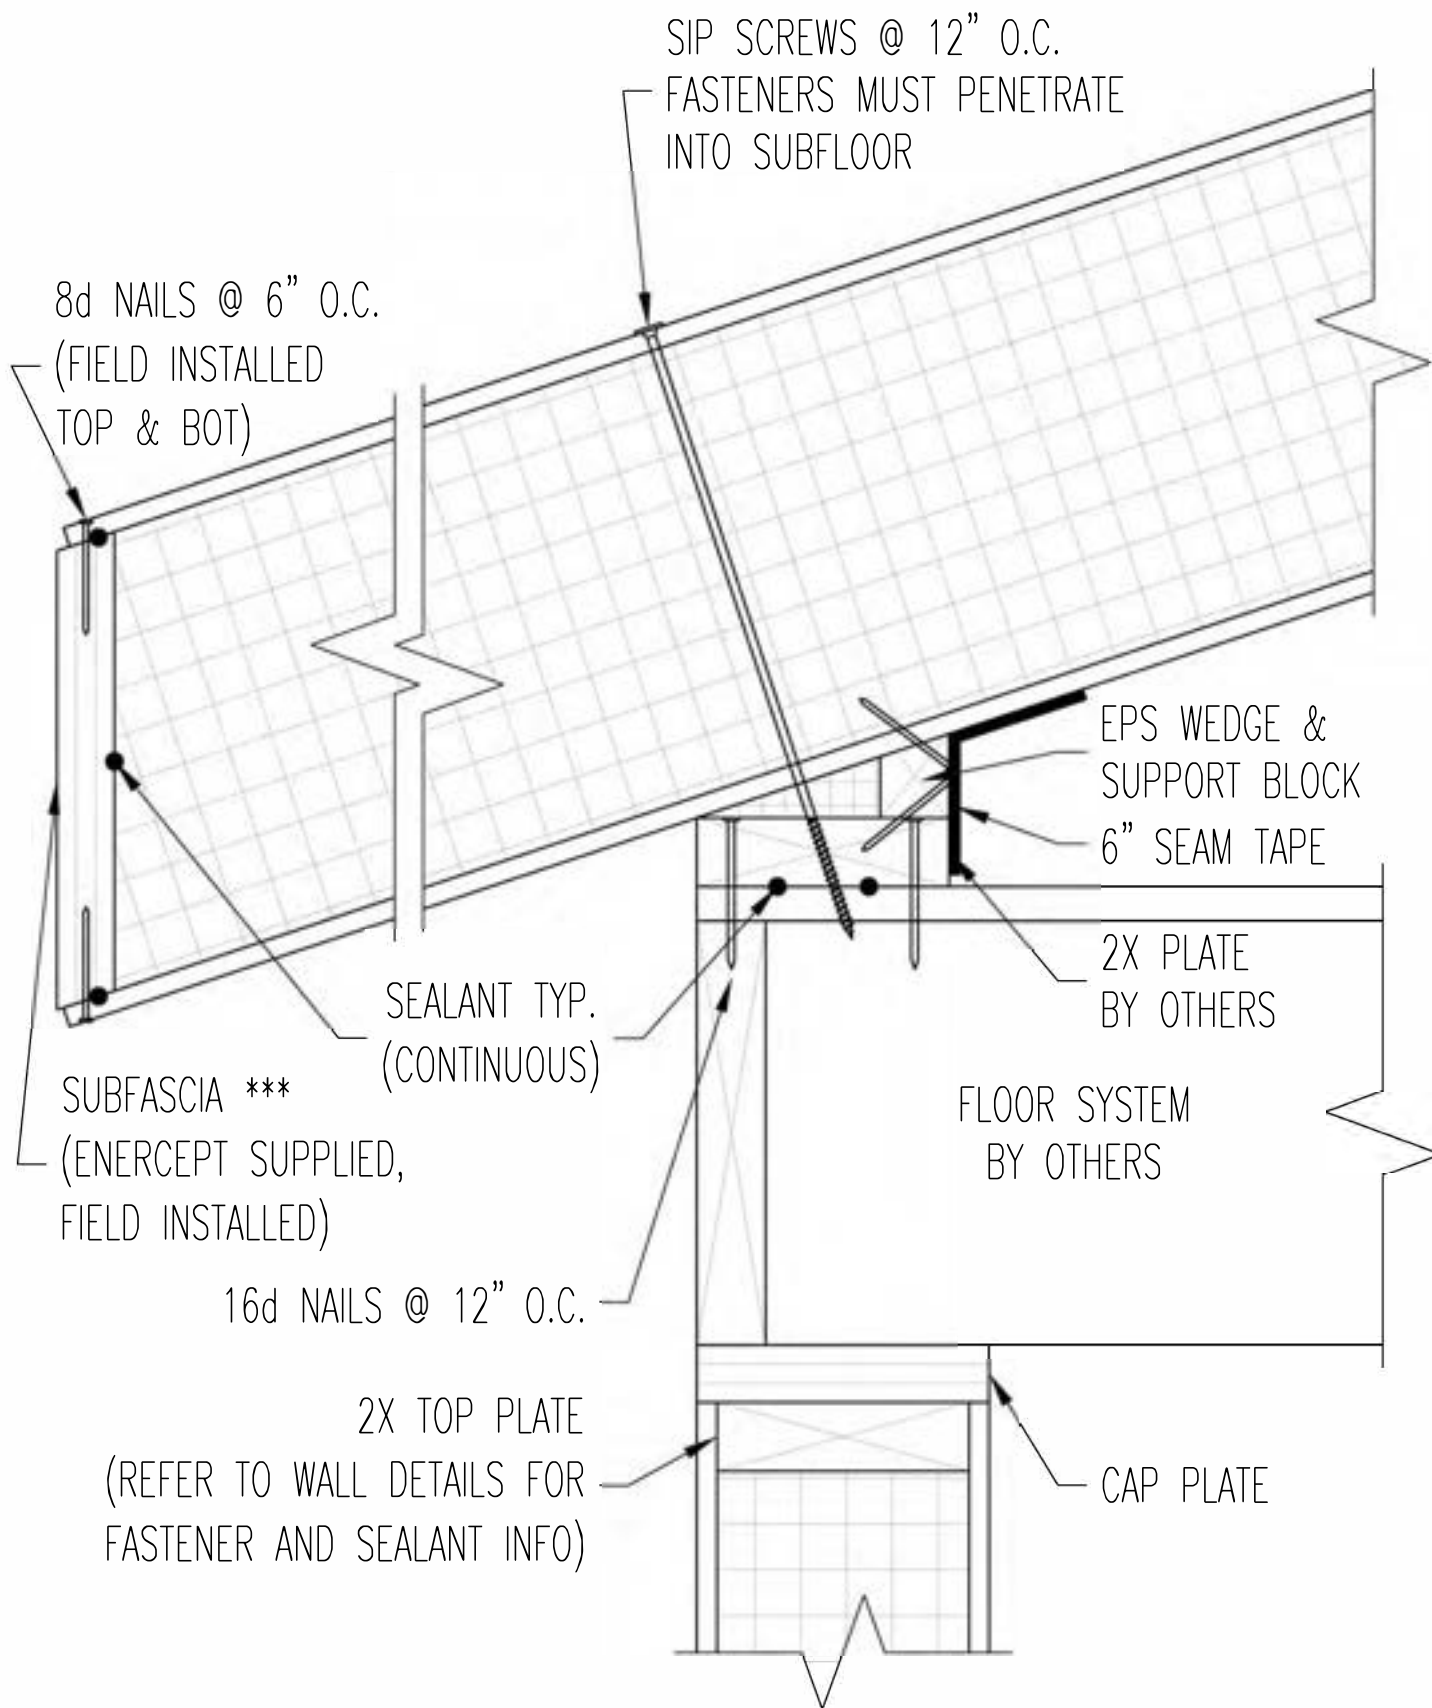 SIP SCREWS @ 12” O.C.
FASTENERS MUST PENETRATE
INTO SUBFLOOR
8d NAILS @ 6” O.C.
(FIELD INSTALLED
TOP & BOT)
EPS WEDGE &
SUPPORT BLOCK
6” SEAM TAPE
2X PLATE
BY OTHERS
SEALANT TYP.
(CONTINUOUS)
SUBFASCIA ***
(ENERCEPT SUPPLIED,
FIELD INSTALLED)
FLOOR SYSTEM
BY OTHERS
16d NAILS @ 12” O.C.
2X TOP PLATE
(REFER TO WALL DETAILS FOR
FASTENER AND SEALANT INFO)
CAP PLATE